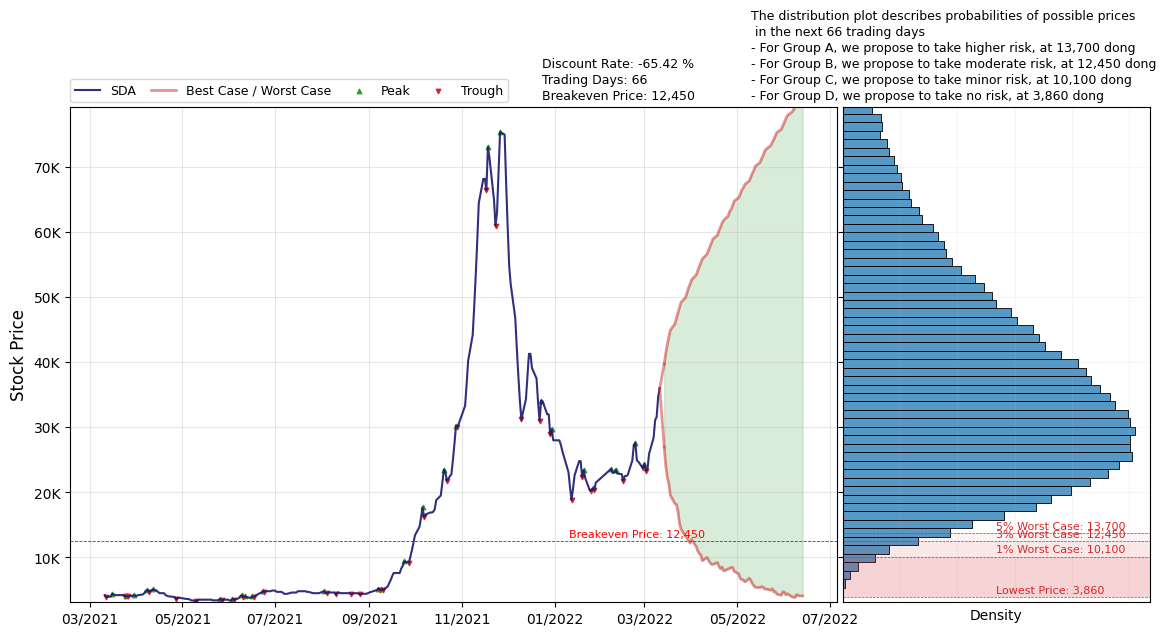 The distribution plot describes probabilities of possible prices
in the next 66 trading days
- For Group A, we propose to take higher risk, at 13,700 dong
- For Group B, we propose to take moderate risk, at 12,450 dong
- For Group C, we propose to take minor risk, at 10,100 dong
- For Group D, we propose to take no risk, at 3,860 dong
Discount Rate: -65.42 %
Trading Days: 66
Breakeven Price: 12,450
SDA
Best Case / Worst Case
Peak
Trough
Stock Price
70K
60K
50K
40K
30K
20K
10K
Breakeven Price: 12,450
03/2021
05/2021
07/2021
09/2021
11/2021
01/2022
03/2022
05/2022
07/2022
5% Worst Case: 13,700
3% Worst Case: 12,450
1% Worst Case: 10,100
Lowest Price: 3,860
Density